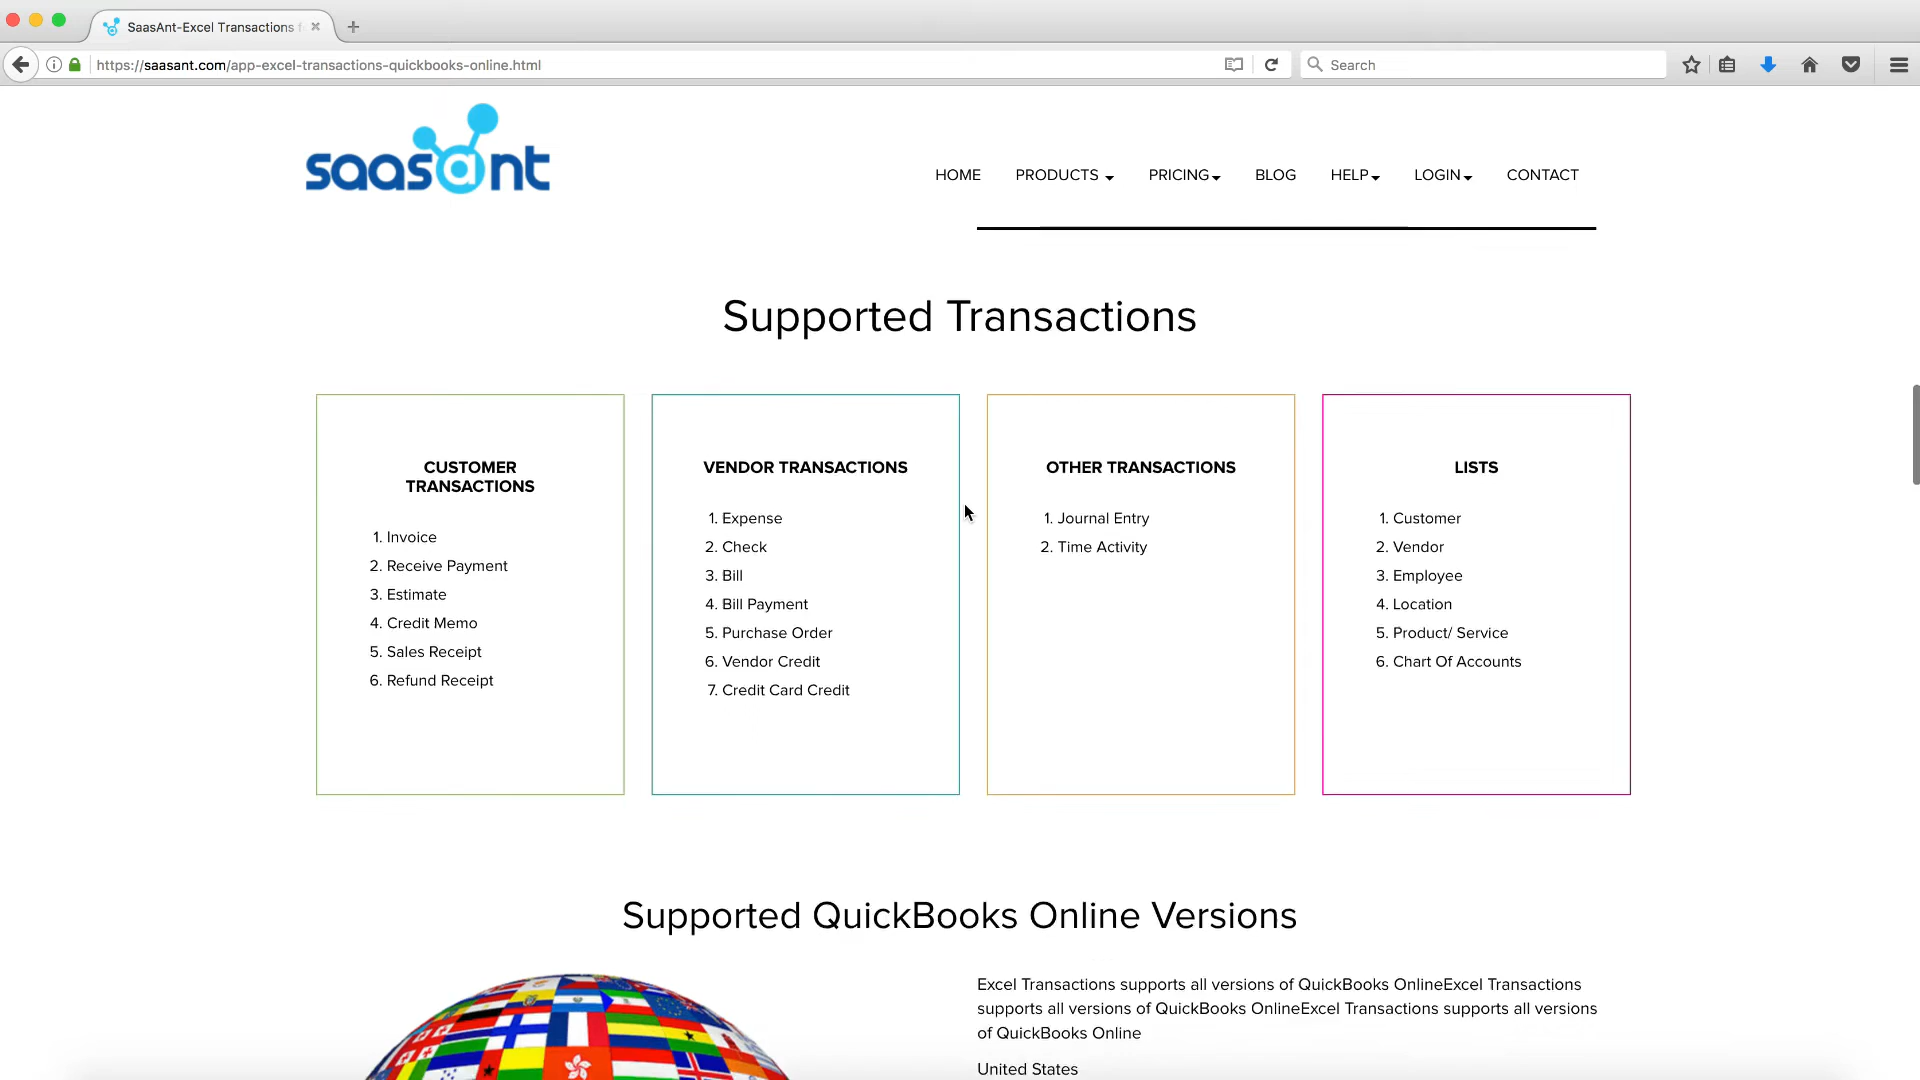 SaasAnt-Excel Transactions f
https://saasant.com/app-excel-transactions-quickbooks-online.html
Search
saasant
HOME PRODUCTS PRICING BLOG HELP LOGIN CONTACT
Supported Transactions
CUSTOMER
TRANSACTIONS
1. Invoice
2. Receive Payment
3. Estimate
4. Credit Memo
5. Sales Receipt
6. Refund Receipt
VENDOR TRANSACTIONS
1. Expense
2. Check
3. Bill
4. Bill Payment
5. Purchase Order
6. Vendor Credit
7. Credit Card Credit
OTHER TRANSACTIONS
1. Journal Entry
2. Time Activity
LISTS
1. Customer
2. Vendor
3. Employee
4. Location
5. Product/ Service
6. Chart Of Accounts
Supported QuickBooks Online Versions
Excel Transactions supports all versions of QuickBooks OnlineExcel Transactions
supports all versions of QuickBooks OnlineExcel Transactions supports all versions
of QuickBooks Online
United States